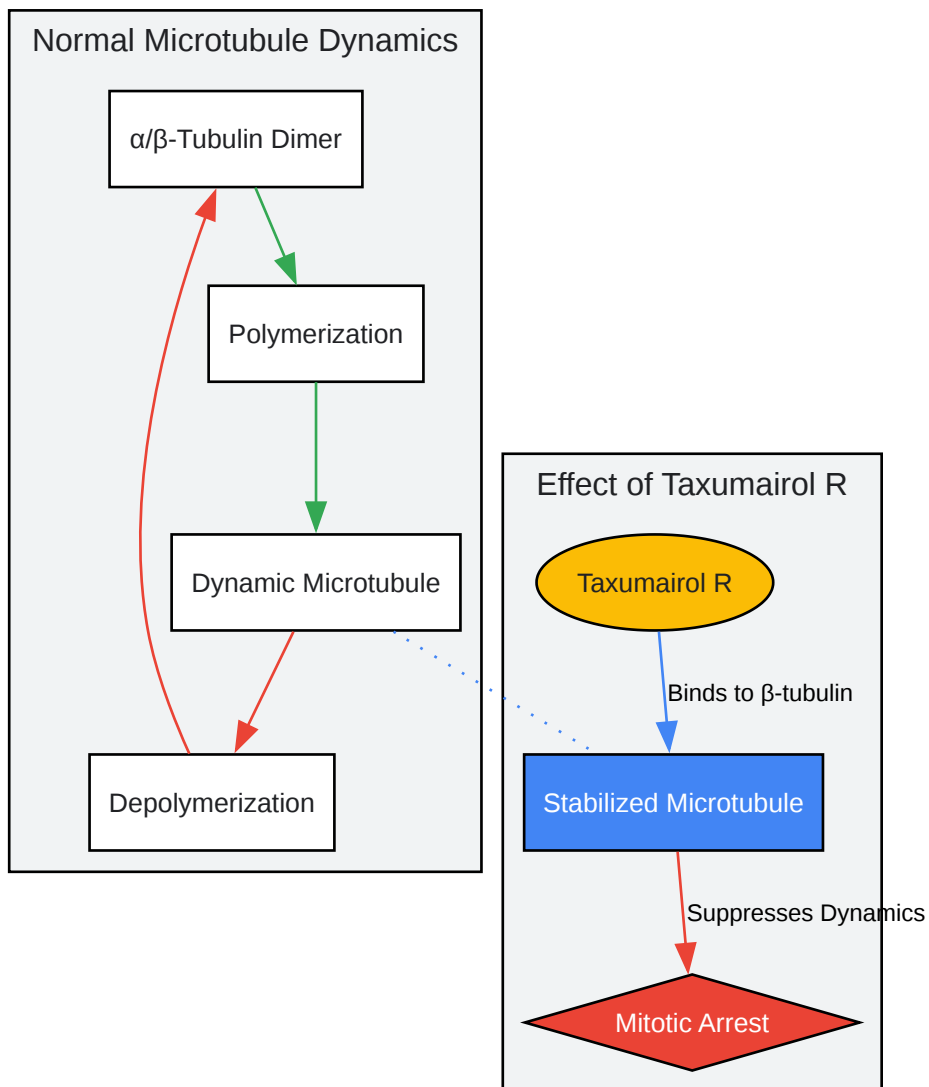 Normal Microtubule Dynamics
α/β-Tubulin Dimer
Polymerization
Dynamic Microtubule
Depolymerization
Effect of Taxumairol R
Taxumairol R
Binds to β-tubulin
Stabilized Microtubule
Suppresses Dynamics
Mitotic Arrest